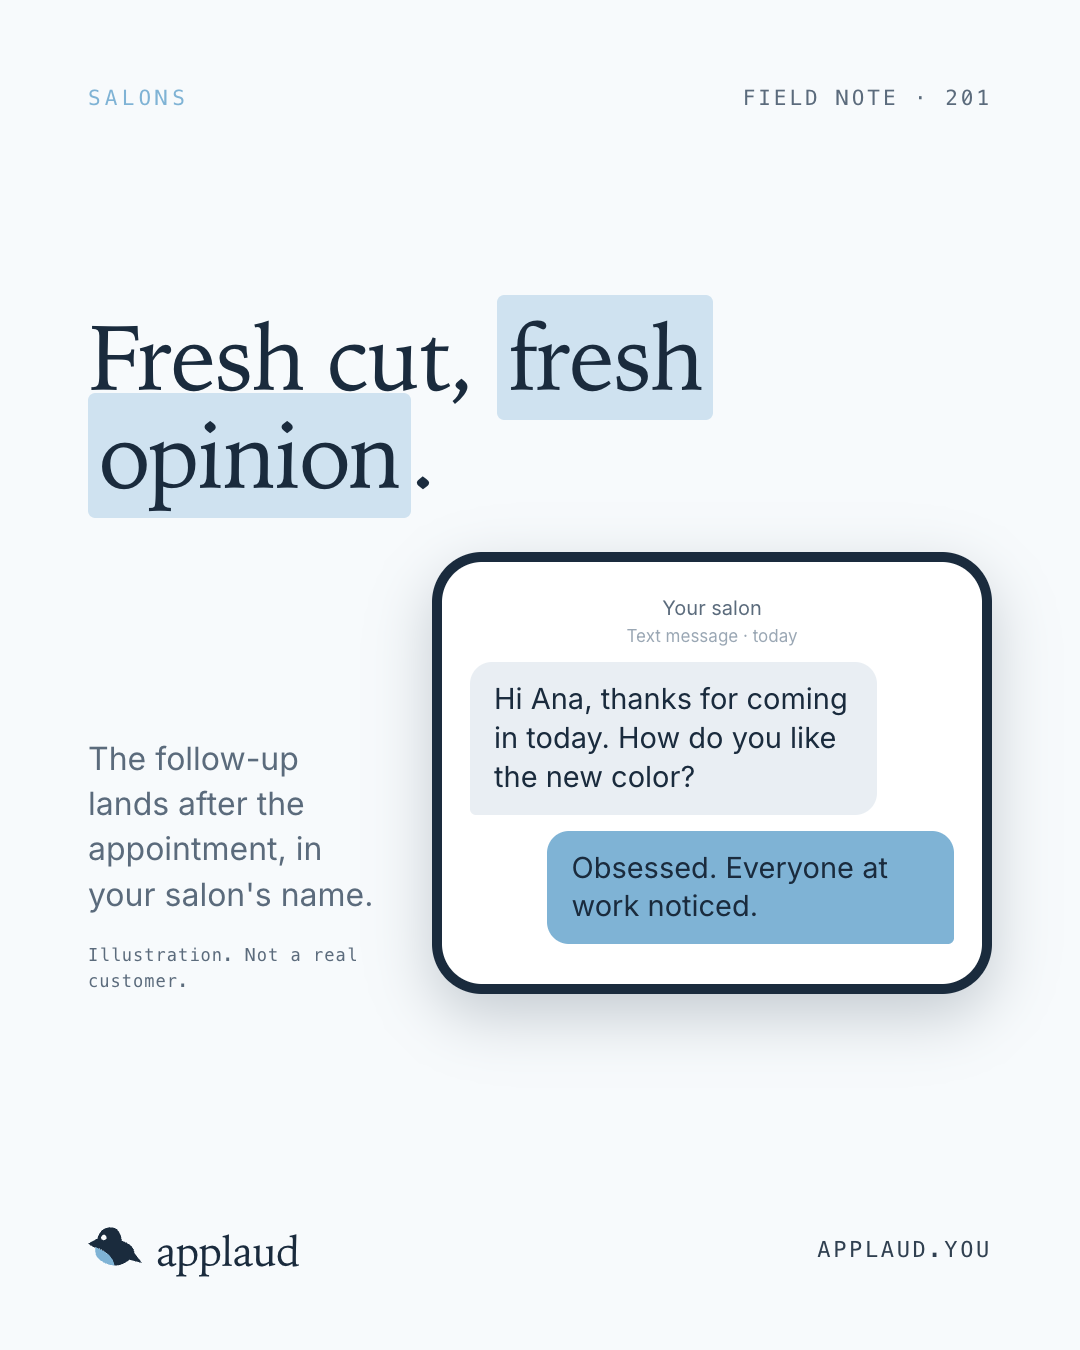 SALONS
FIELD NOTE · 201
Fresh cut, fresh
opinion.
Your salon
Text message · today
Hi Ana, thanks for coming
in today. How do you like
the new color?
Obsessed. Everyone at
work noticed.
The follow-up
lands after the
appointment, in
your salon's name.
Illustration. Not a real
customer.
applaud
APPLAUD.YOU